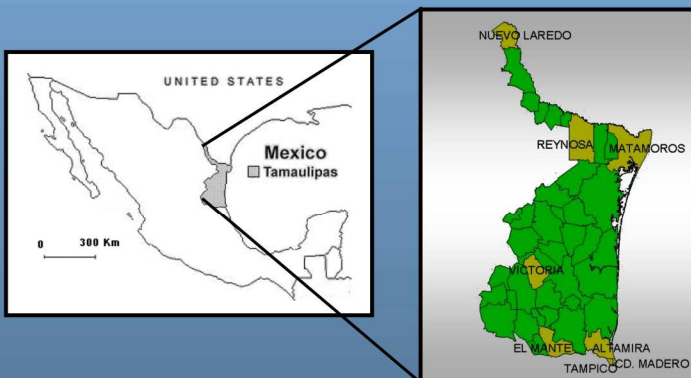 UNITED STATES
Mexico
Tamaulipas
0 300 Km
NUEVO LAREDO
REYNOSA
MATAMOROS
VICTORIA
EL MANTE
ALTAMIRA
TAMPICO
CD. MADERO